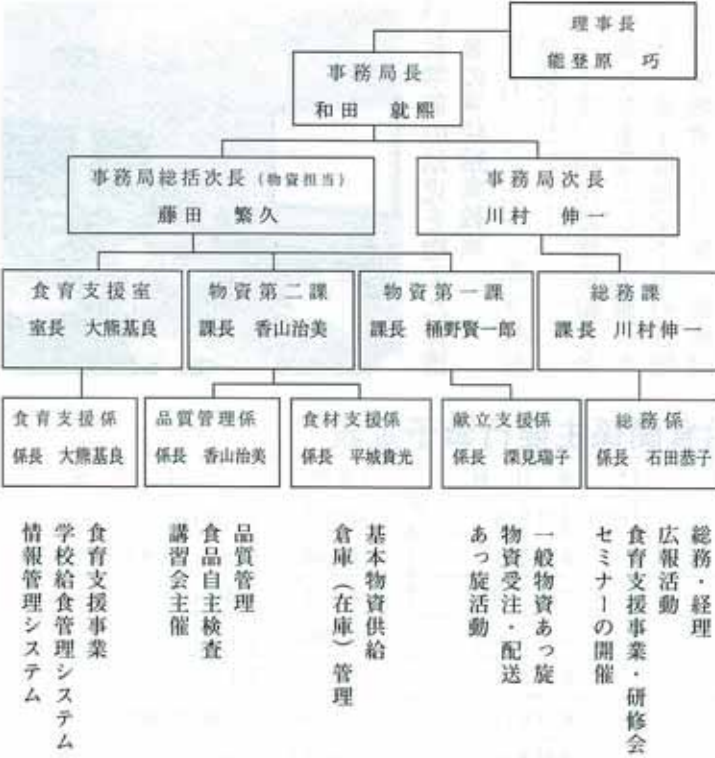 理事長
能登原 巧
事務局長
和田 就熙
事務局総括次長(物資担当)
藤田 繁久
事務局次長
川村 伸一
食育支援室
室長 大熊基良
物資第二課
課長 香山治美
物資第一課
課長 樋野賢一郎
総務課
課長 川村伸一
食育支援係
係長 大熊基良
品質管理係
係長 香山治美
食材支援係
係長 平城貴光
献立支援係
係長 深見瑞子
総務係
係長 石田恭子
総務・経理
広報活動
食育支援事業・研修会
セミナーの開催
一般物資あっ旋
物資受注・配送
あっ旋活動
基本物資供給
倉庫(在庫)管理
品質管理
食品自主検査
講習会主催
食育支援事業
学校給食管理システム
情報管理システム